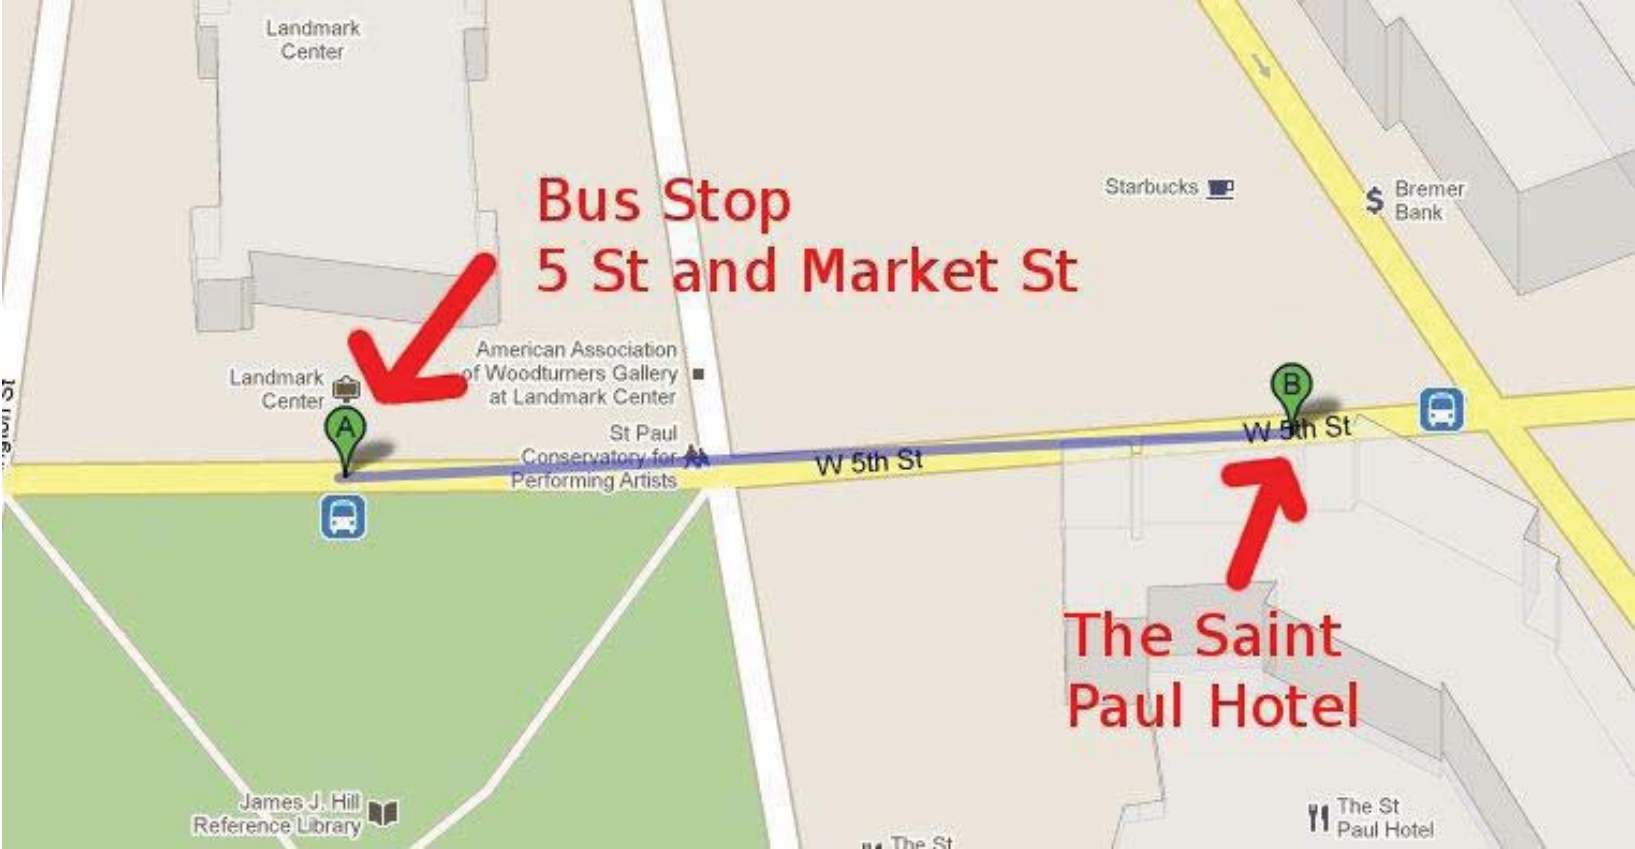 Landmark
Center
Bus Stop
5 St and Market St
Starbucks
Bremer
Bank
American Association
of Woodturners Gallery
at Landmark Center
Landmark
Center
A
B
St Paul
Conservatory for
Performing Artists
W 5th St
W 5th St
The Saint
Paul Hotel
James J. Hill
Reference Library
The St
Paul Hotel
The St